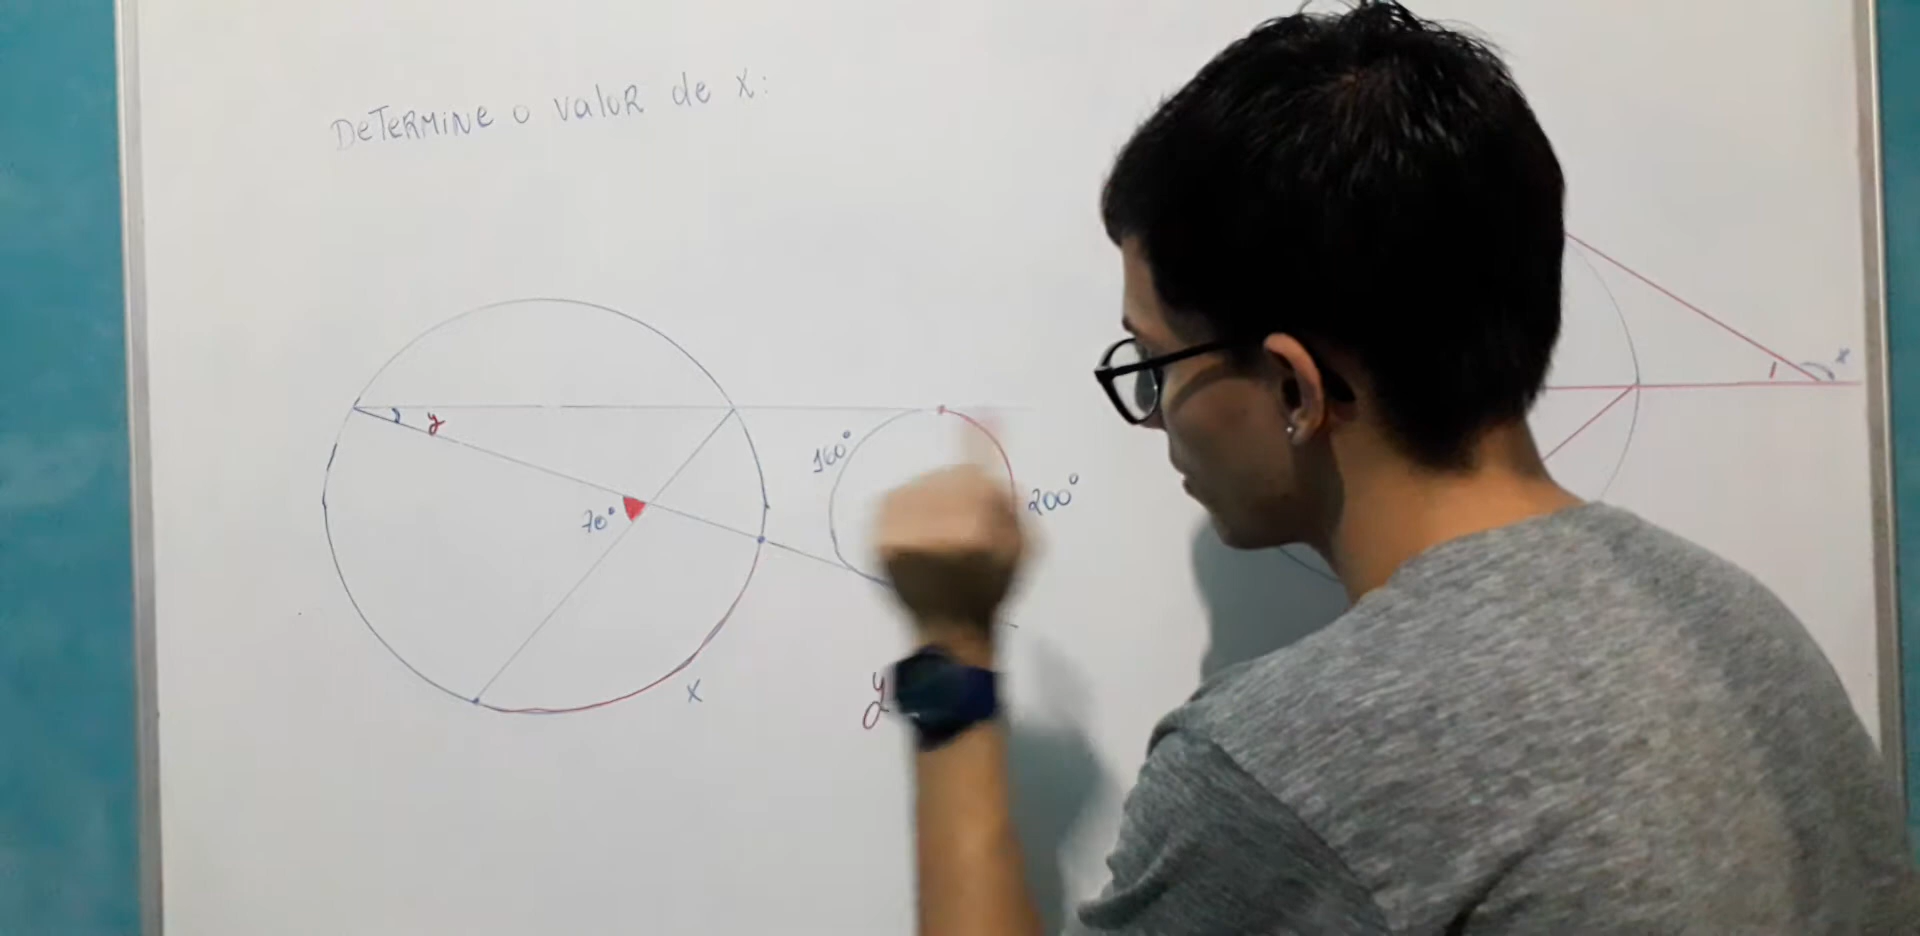 DeTeRMiNe o valoR de x:
y
160°
200°
70°
x
y
x